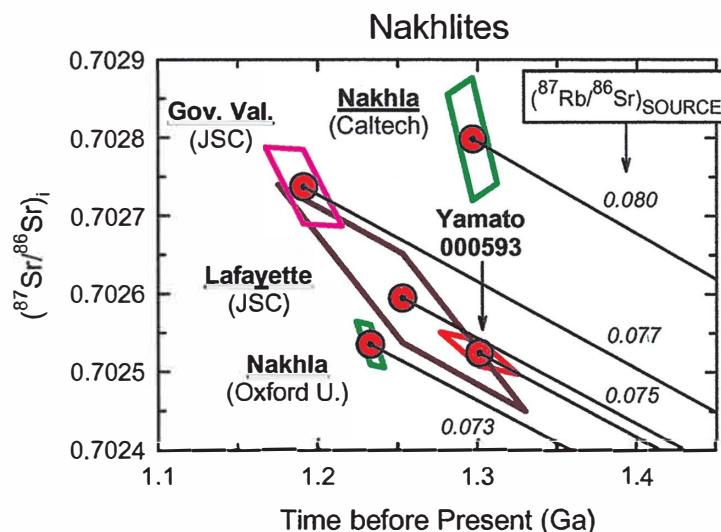 Nakhlites
0.7029
0.7028
0.7027
0.7026
0.7025
0.7024
(⁸⁷Sr/⁸⁶Sr)i
Gov. Val.
(JSC)
Nakhla
(Caltech)
(⁸⁷Rb/⁸⁶Sr)SOURCE
0.080
Yamato
000593
Lafayette
(JSC)
0.077
0.075
Nakhla
(Oxford U.)
0.073
1.1 1.2 1.3 1.4
Time before Present (Ga)